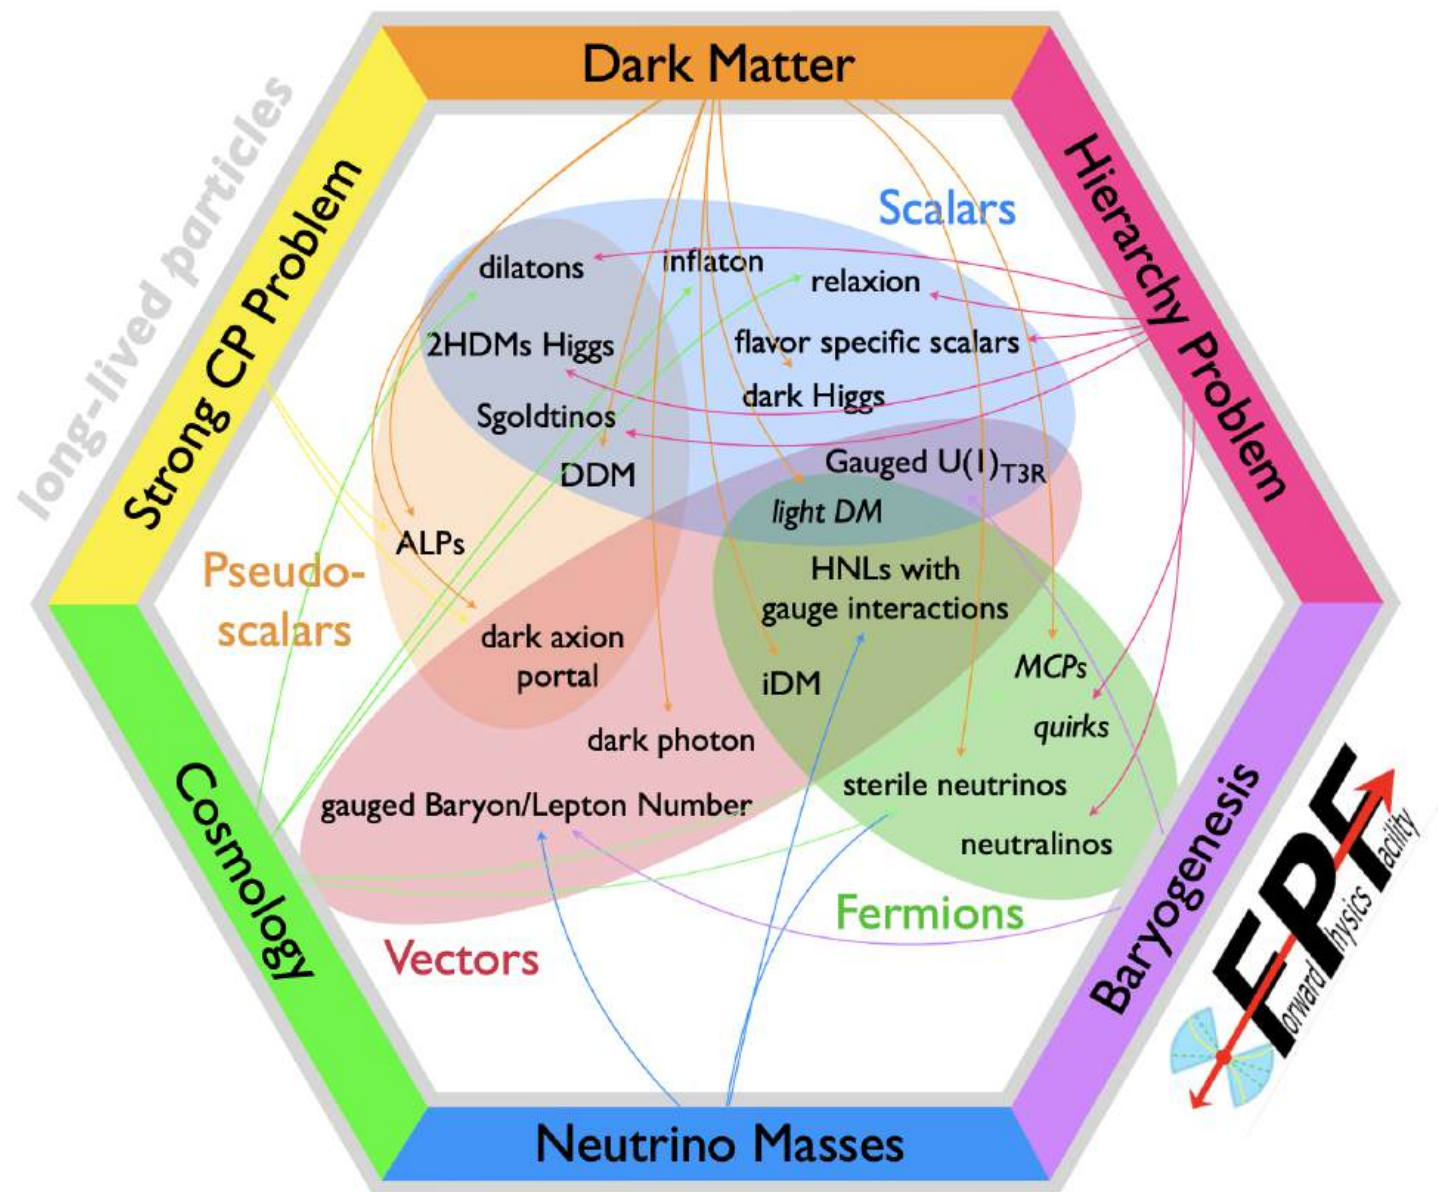 Dark Matter
long-lived particles
Strong CP Problem
Hierarchy Problem
Scalars
dilatons
inflaton
relaxion
2HDMs Higgs
flavor specific scalars
dark Higgs
Sgoldtinos
DDM
Gauged U(1)T3R
light DM
ALPs
Pseudo-
scalars
HNLs with
gauge interactions
dark axion
portal
iDM
MCPs
quirks
dark photon
sterile neutrinos
gauged Baryon/Lepton Number
neutralinos
Cosmology
Vectors
Fermions
Baryogenesis
Forward Physics Facility
Neutrino Masses